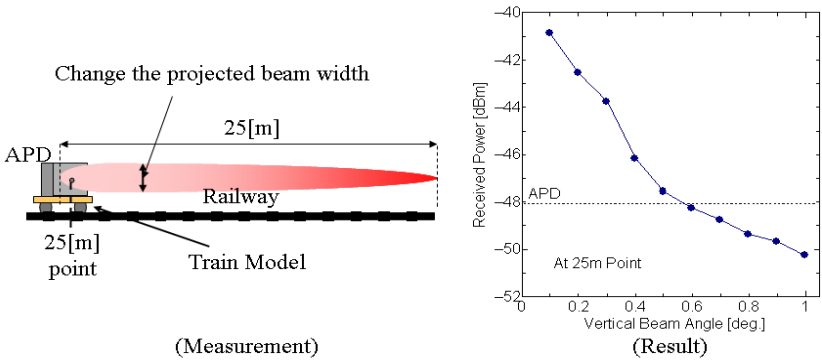 Change the projected beam width
25[m]
APD
Railway
25[m]
point
Train Model
(Measurement)
−40
−42
−44
−46
−48
−50
−52
Received Power [dBm]
APD
At 25m Point
0 0.2 0.4 0.6 0.8 1
Vertical Beam Angle [deg.]
(Result)